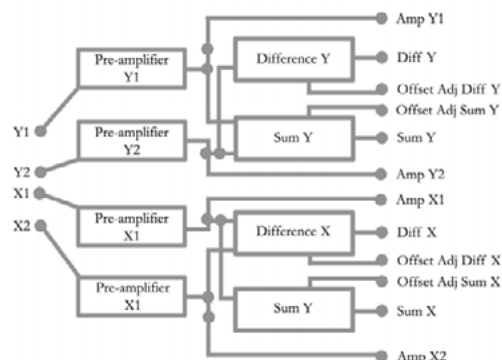 Amp Y1
Pre-amplifier
Y1
Difference Y
Diff Y
Offset Adj Diff Y
Offset Adj Sum Y
Y1
Pre-amplifier
Y2
Sum Y
Sum Y
Y2
Amp Y2
X1
Amp X1
Pre-amplifier
X1
X2
Difference X
Diff X
Offset Adj Diff X
Offset Adj Sum X
Pre-amplifier
X1
Sum Y
Sum X
Amp X2